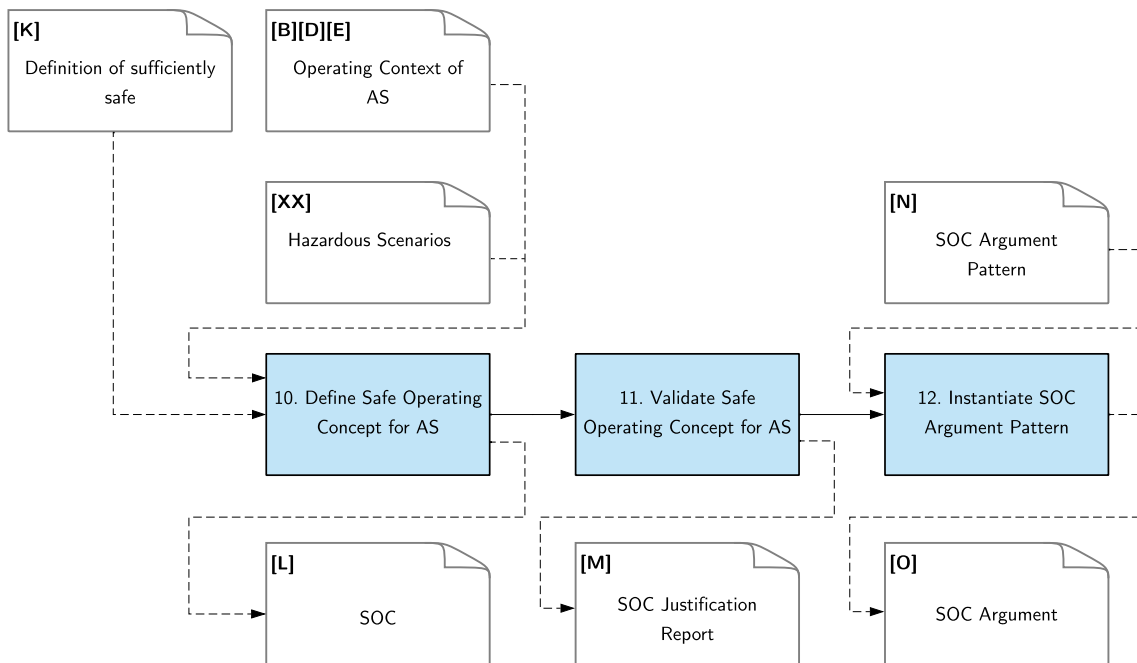 [K]
Definition of sufficiently
safe
[B][D][E]
Operating Context of
AS
[XX]
Hazardous Scenarios
[N]
SOC Argument
Pattern
10. Define Safe Operating
Concept for AS
11. Validate Safe
Operating Concept for AS
12. Instantiate SOC
Argument Pattern
[L]
SOC
[M]
SOC Justification
Report
[O]
SOC Argument